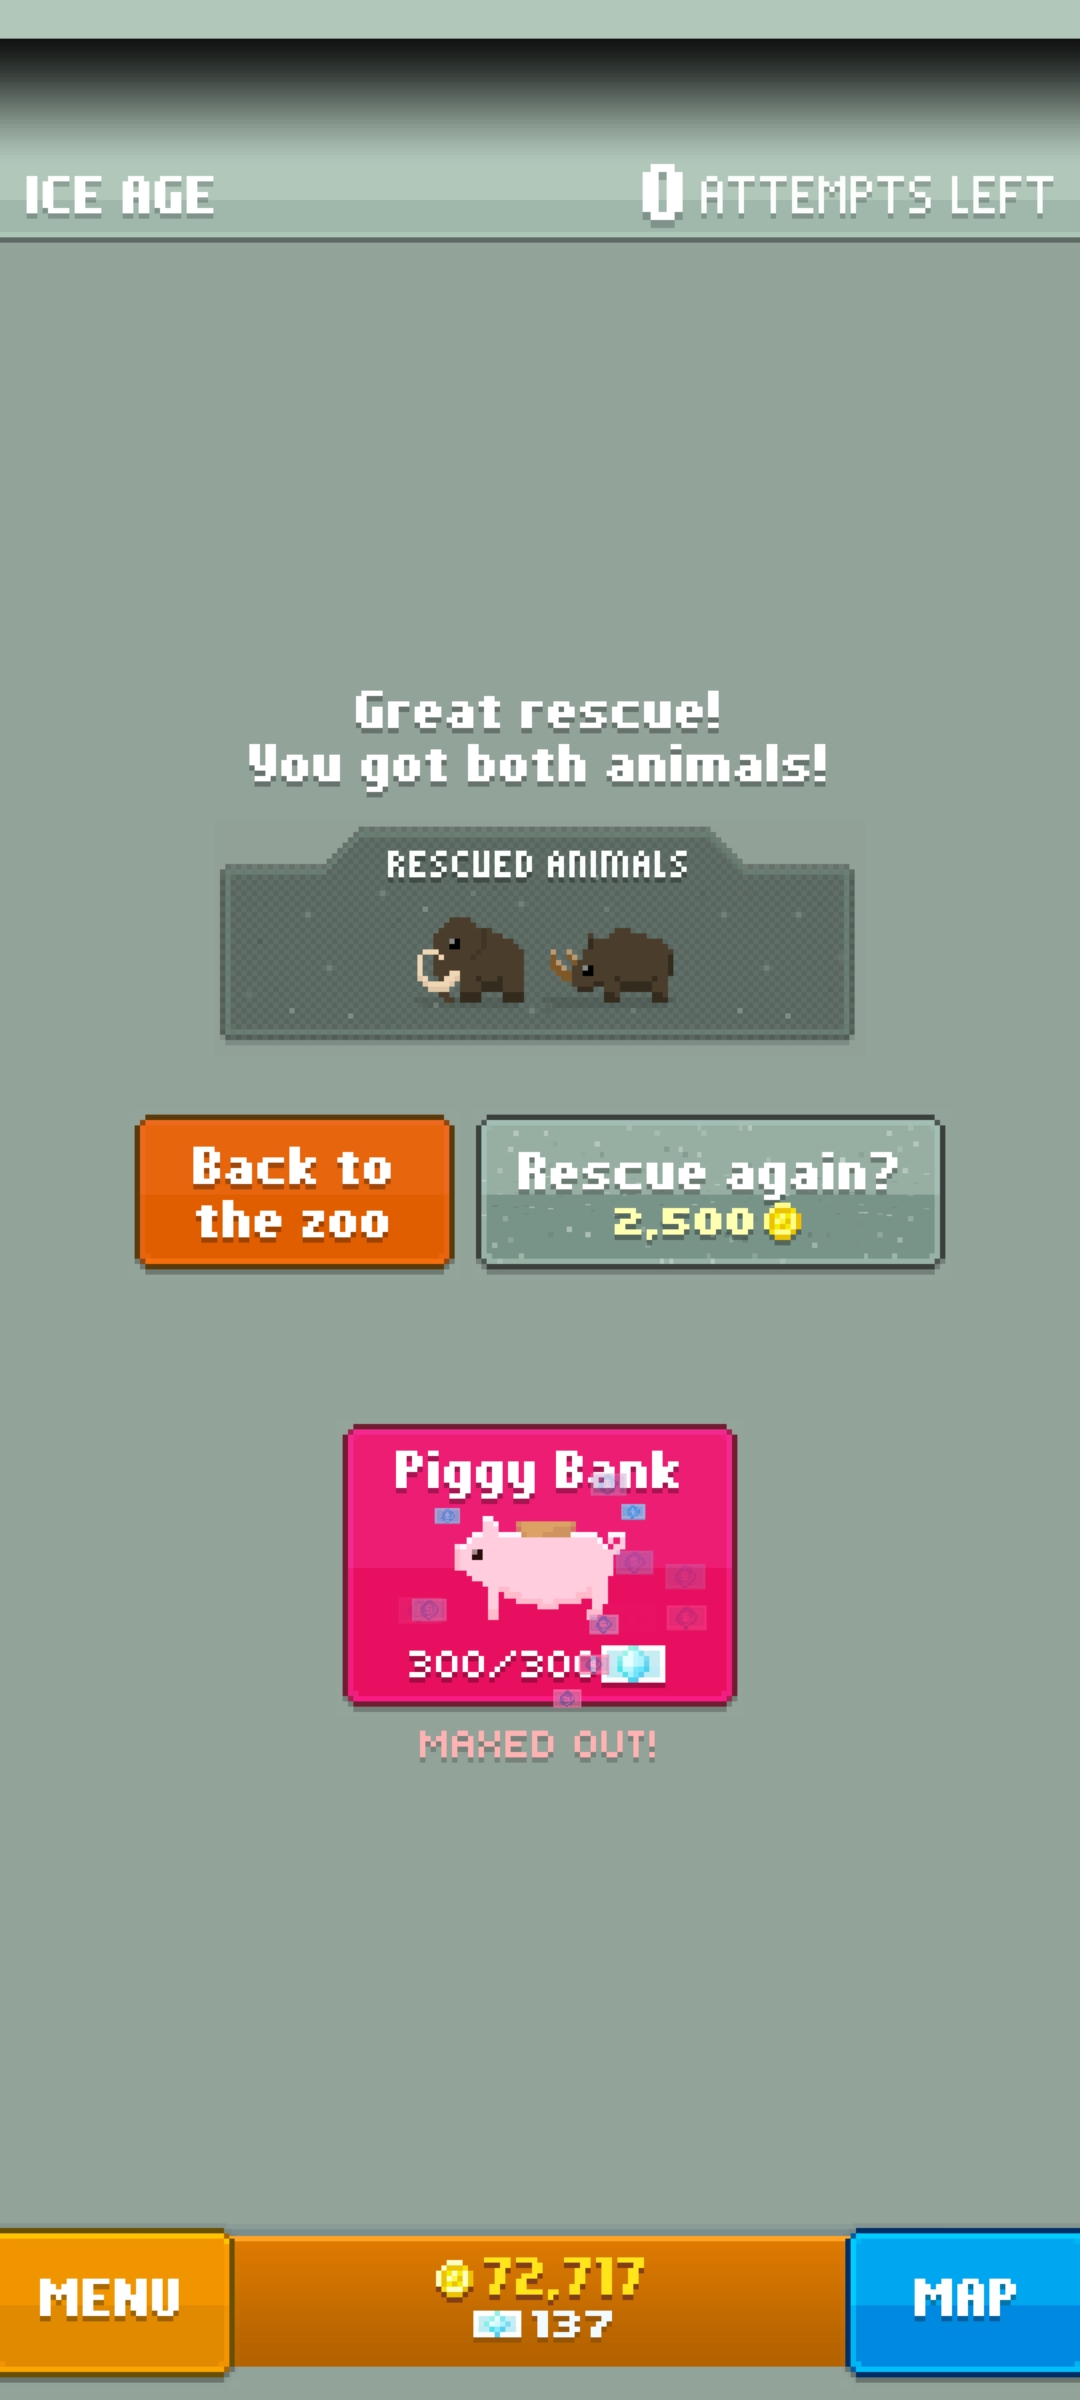 ICE AGE
0 ATTEMPTS LEFT
Great rescue!
You got both animals!
RESCUED ANIMALS
Back to
the zoo
Rescue again?
2,500
Piggy Bank
300/300
MAXED OUT!
MENU
72,717
137
MAP